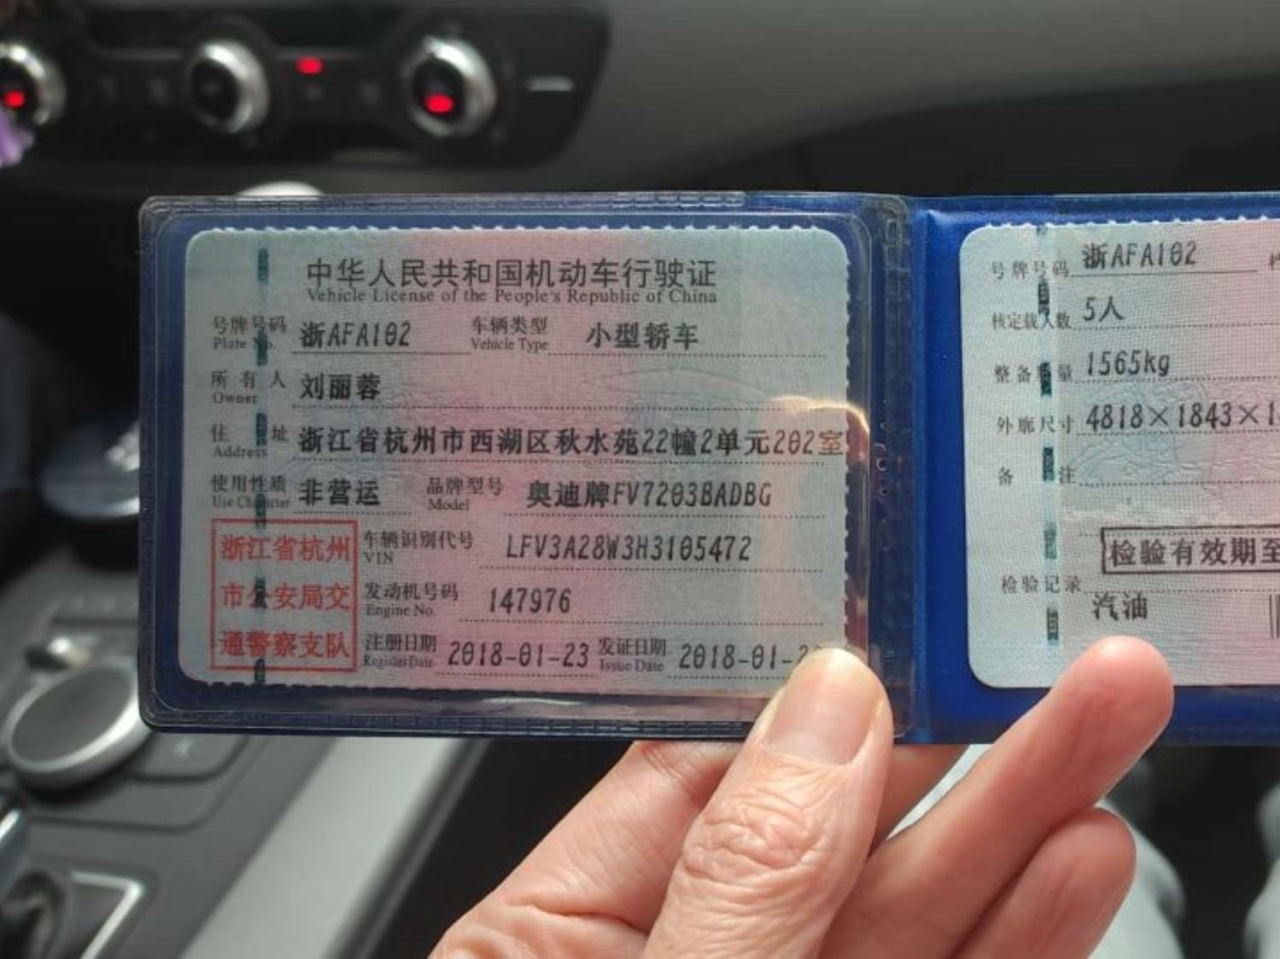 中华人民共和国机动车行驶证
Vehicle License of the People's Republic of China
号牌号码 浙AFA102 车辆类型 小型轿车
Plate No. Vehicle Type
所有人 刘丽蓉
Owner
住址 浙江省杭州市西湖区秋水苑22幢2单元202室
Address
使用性质 非营运 品牌型号 奥迪牌FV7203BADBG
Use Character Model
浙江省杭州
市公安局交
通警察支队
车辆识别代号 LFV3A28W3H3105472
VIN
发动机号码 147976
Engine No.
注册日期 2018-01-23 发证日期 2018-01-2
Register Date Issue Date
号牌号码 浙AFA102
核定载人数 5人
整备质量 1565kg
外廓尺寸 4818×1843×1
备注
检验有效期至
检验记录
汽油